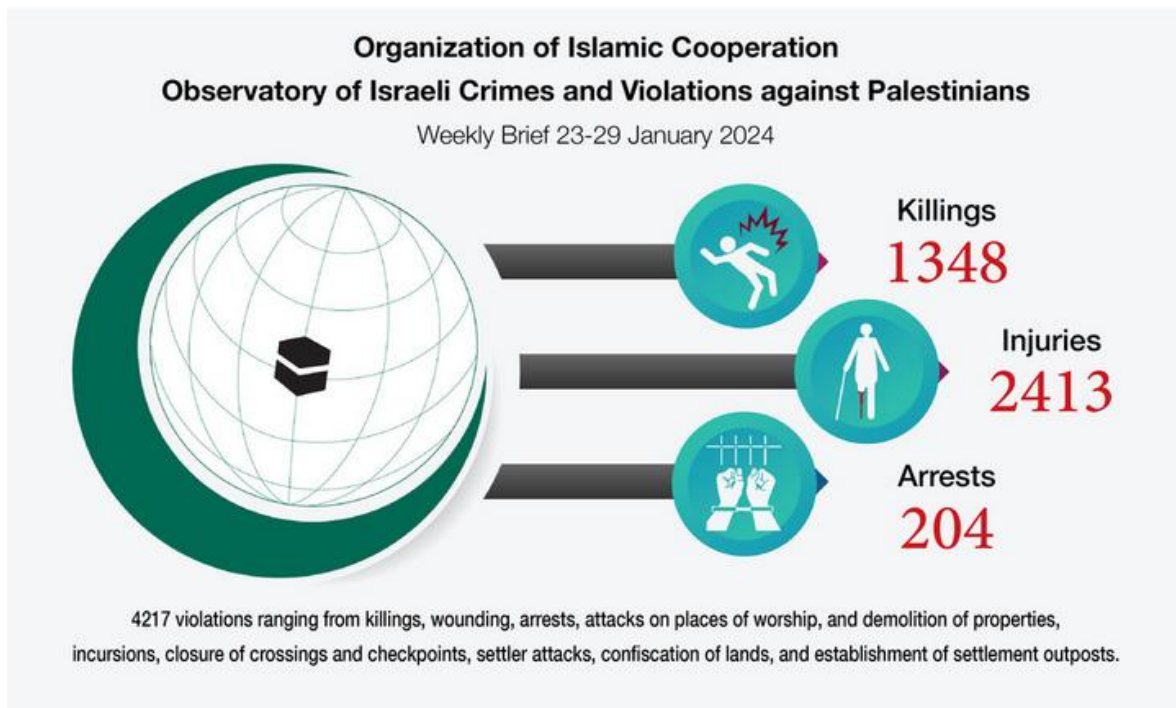 Organization of Islamic Cooperation
Observatory of Israeli Crimes and Violations against Palestinians
Weekly Brief 23-29 January 2024
Killings
1348
Injuries
2413
Arrests
204
4217 violations ranging from killings, wounding, arrests, attacks on places of worship, and demolition of properties,
incursions, closure of crossings and checkpoints, settler attacks, confiscation of lands, and establishment of settlement outposts.